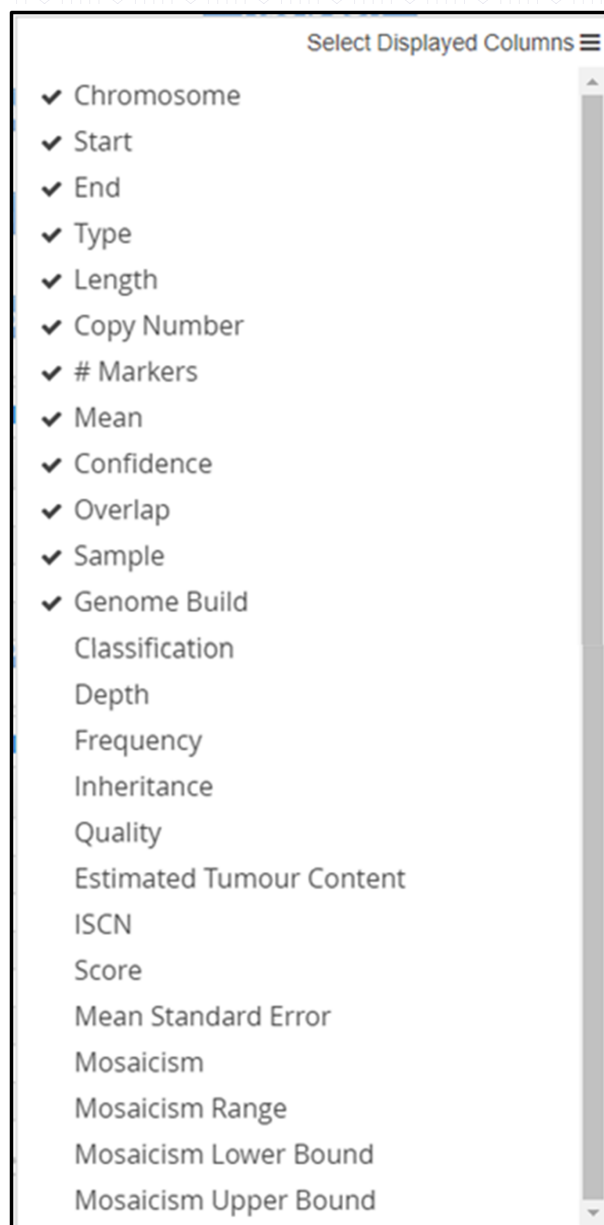 Select Displayed Columns
Chromosome
Start
End
Type
Length
Copy Number
# Markers
Mean
Confidence
Overlap
Sample
Genome Build
Classification
Depth
Frequency
Inheritance
Quality
Estimated Tumour Content
ISCN
Score
Mean Standard Error
Mosaicism
Mosaicism Range
Mosaicism Lower Bound
Mosaicism Upper Bound